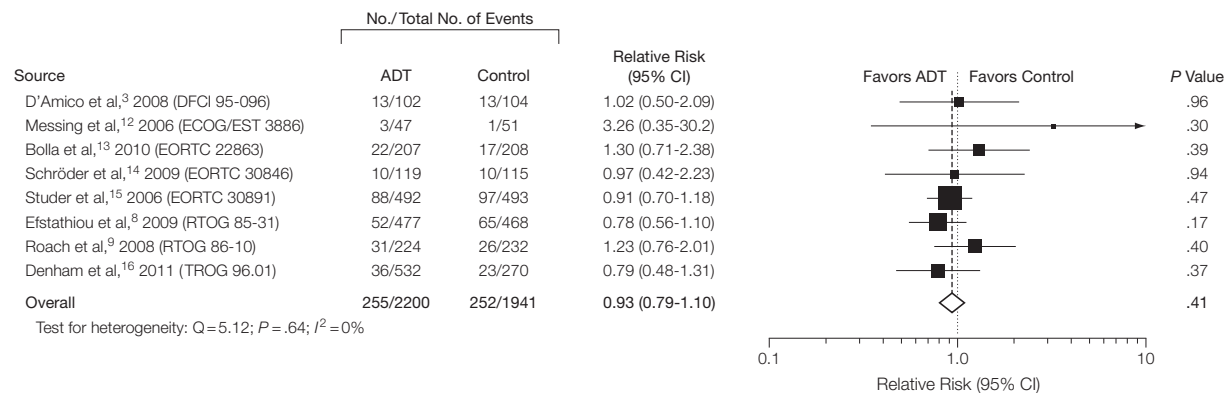 No./Total No. of Events
Source ADT Control Relative Risk (95% CI) Favors ADT Favors Control P Value
D'Amico et al,3 2008 (DFCI 95-096) 13/102 13/104 1.02 (0.50-2.09) .96
Messing et al,12 2006 (ECOG/EST 3886) 3/47 1/51 3.26 (0.35-30.2) .30
Bolla et al,13 2010 (EORTC 22863) 22/207 17/208 1.30 (0.71-2.38) .39
Schröder et al,14 2009 (EORTC 30846) 10/119 10/115 0.97 (0.42-2.23) .94
Studer et al,15 2006 (EORTC 30891) 88/492 97/493 0.91 (0.70-1.18) .47
Efstathiou et al,8 2009 (RTOG 85-31) 52/477 65/468 0.78 (0.56-1.10) .17
Roach et al,9 2008 (RTOG 86-10) 31/224 26/232 1.23 (0.76-2.01) .40
Denham et al,16 2011 (TROG 96.01) 36/532 23/270 0.79 (0.48-1.31) .37
Overall 255/2200 252/1941 0.93 (0.79-1.10) .41
Test for heterogeneity: Q=5.12; P=.64; I2=0%
0.1 1.0 10
Relative Risk (95% CI)